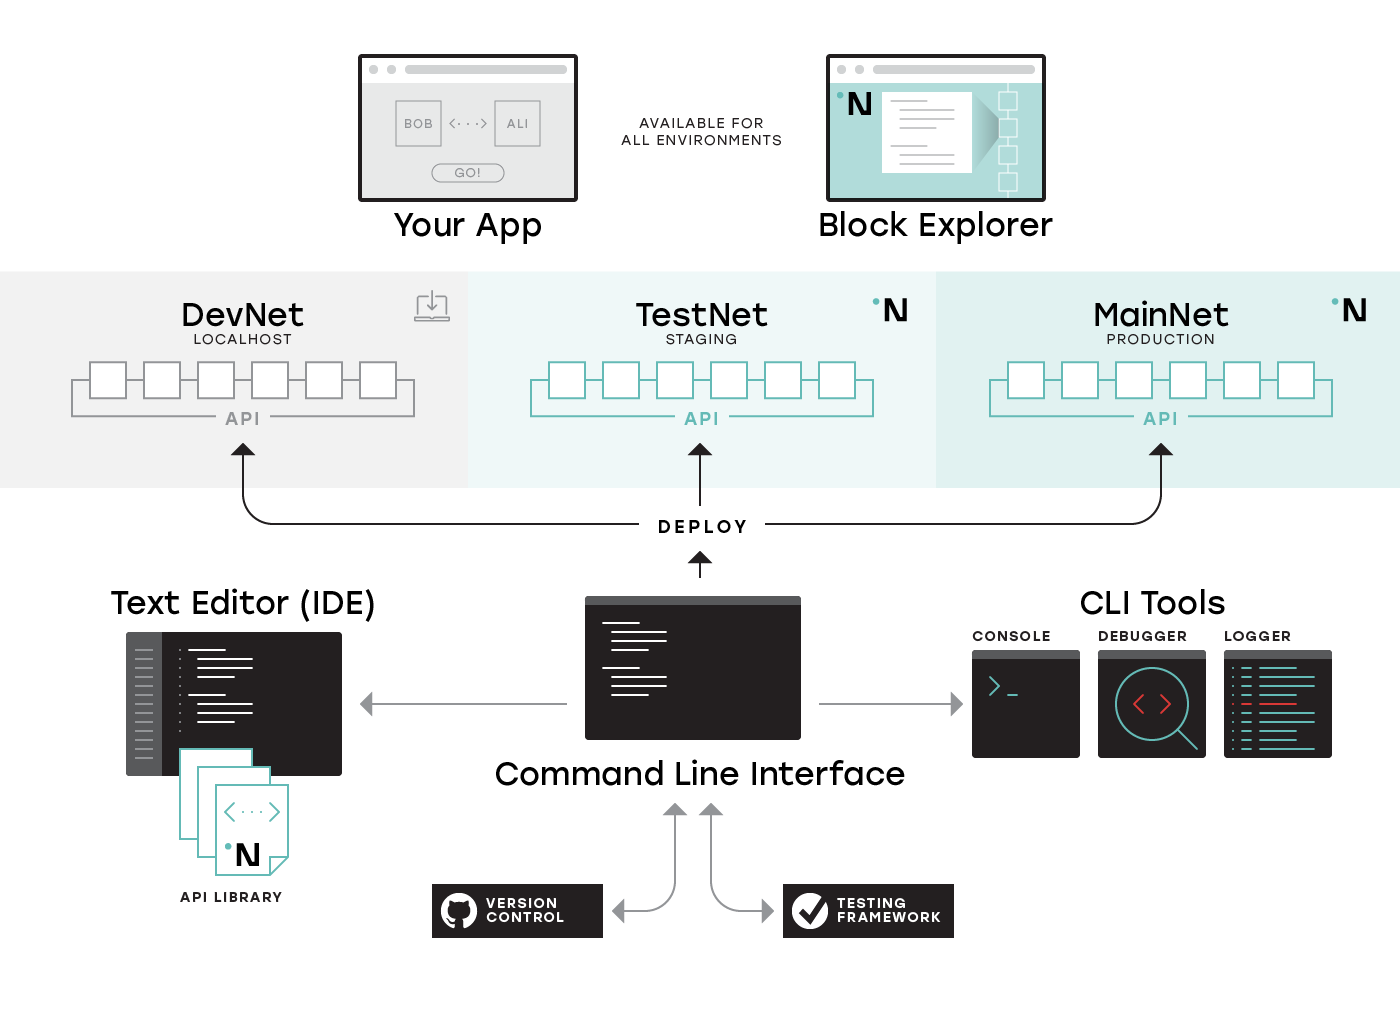 BOB <···> ALI
GO!
AVAILABLE FOR
ALL ENVIRONMENTS
N
Your App
Block Explorer
DevNet
LOCALHOST
API
TestNet
STAGING
API
N
MainNet
PRODUCTION
API
N
DEPLOY
Text Editor (IDE)
<···>
N
API LIBRARY
Command Line Interface
CLI Tools
CONSOLE
>_
DEBUGGER
< >
LOGGER
VERSION
CONTROL
TESTING
FRAMEWORK